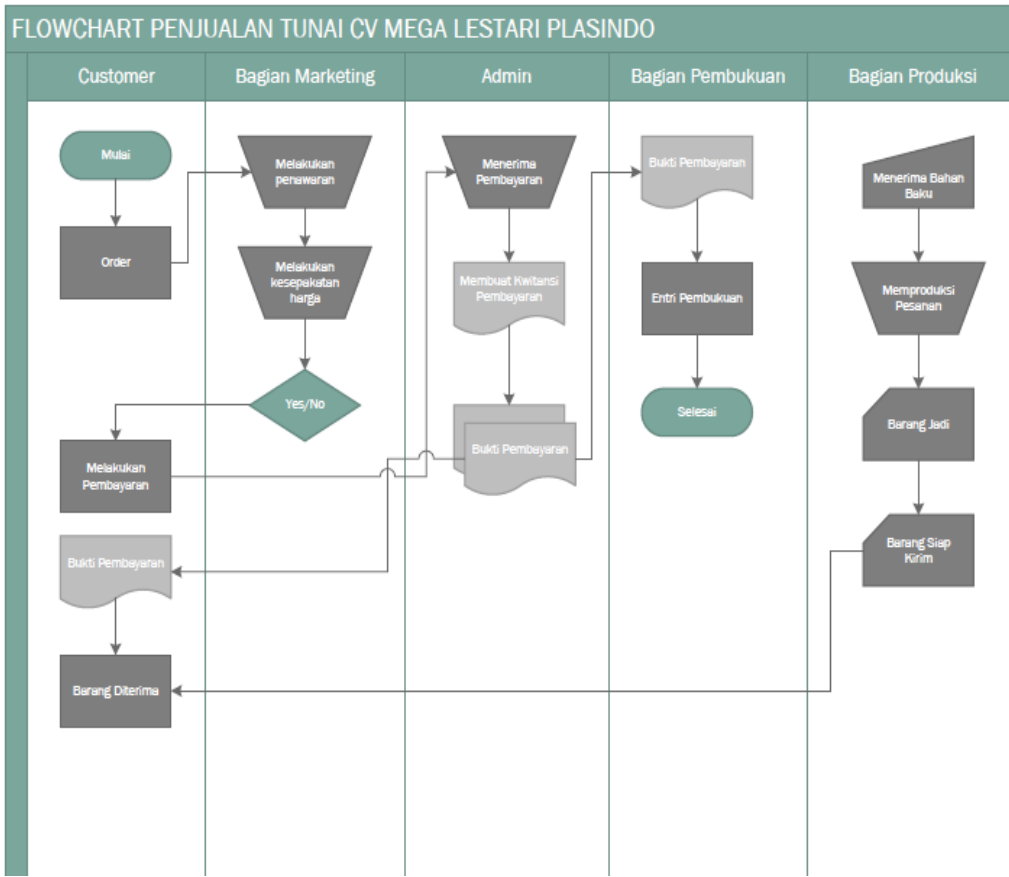 FLOWCHART PENJUALAN TUNAI CV MEGA LESTARI PLASINDO
Customer
Bagian Marketing
Admin
Bagian Pembukuan
Bagian Produksi
Mulai
Order
Melakukan
Pembayaran
Bukti Pembayaran
Barang Diterima
Melakukan
penawaran
Melakukan
kesepakatan
harga
Yes/No
Menerima
Pembayaran
Membuat Kwitansi
Pembayaran
Bukti Pembayaran
Bukti Pembayaran
Entri Pembukuan
Selesai
Menerima Bahan
Baku
Memproduksi
Pesanan
Barang Jadi
Barang Siap
Kirim